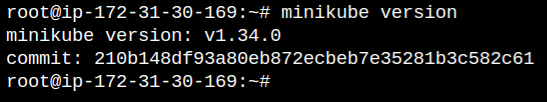 root@ip-172-31-30-169:~# minikube version
minikube version: v1.34.0
commit: 210b148df93a80eb872ecbeb7e35281b3c582c61
root@ip-172-31-30-169:~#